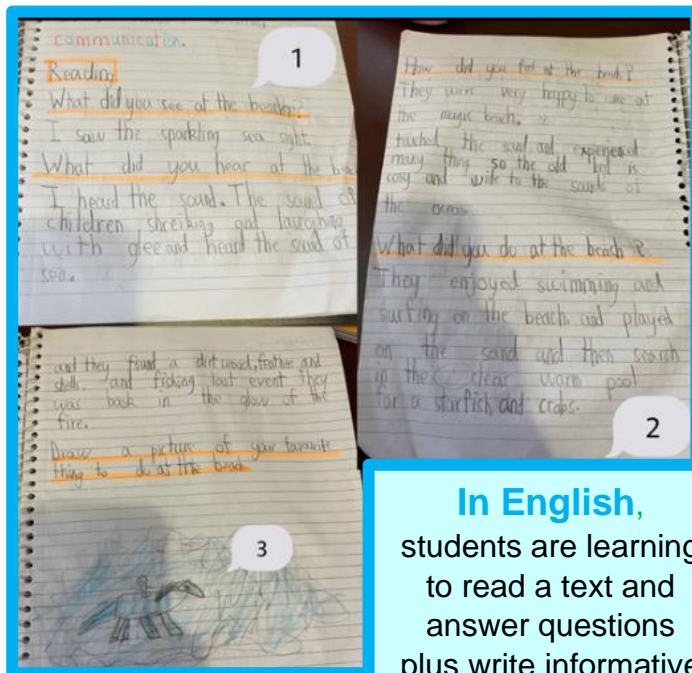 communication.
1
Reading
What did you see at the beach?
I saw the sparkling sea sight.
What did you hear at the bea
I heard the sound. The sound of
children shreiking and laughing
with glee and heard the sound of
sea.
How did you feel at the beach?
They were very happy to use at
the magic beach.
touched the sand and experienced
many thing so the old bed is
cosy and wide to the sounds of
the ocean
What did you do at the beach?
They enjoyed swimming and
surfing on the beach and played
on the sand and then search
in the clear warm pool
for a starfish and crabs.
2
and they found a and
shells. and fishing last event they
was back in the glow of the
fire.
Draw a picture of your favourite
thing to do at the beach
3
In English,
students are learning
to read a text and
answer questions
plus write informative